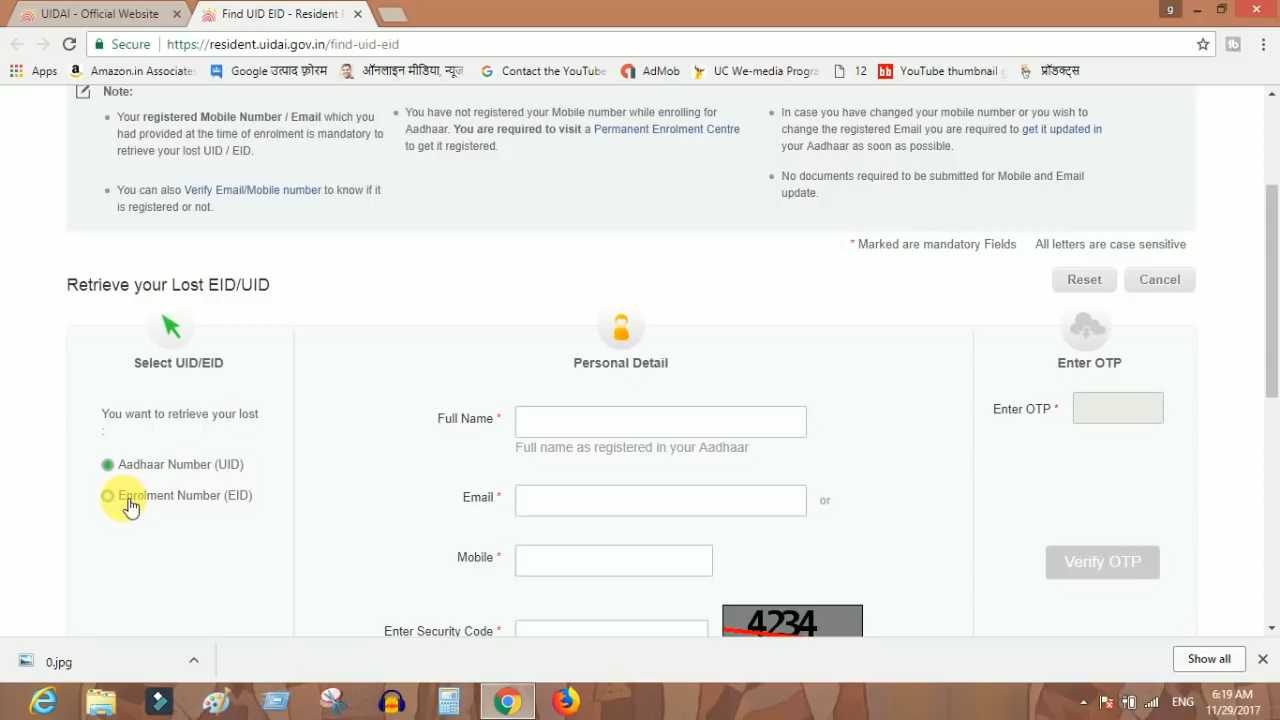 UIDAI - Official Website
Find UID EID - Resident
g
Secure
https://resident.uidai.gov.in/find-uid-eid
Apps
Amazon.in Associate
Google उत्पाद फ़ोरम
ऑनलाइन मीडिया, न्यूज
Contact the YouTube
AdMob
UC We-media Progra
12
YouTube thumbnail
प्रॉडक्ट्स
Note:
Your registered Mobile Number / Email which you
had provided at the time of enrolment is mandatory to
retrieve your lost UID / EID.
You can also Verify Email/Mobile number to know if it
is registered or not.
You have not registered your Mobile number while enrolling for
Aadhaar. You are required to visit a Permanent Enrolment Centre
to get it registered.
In case you have changed your mobile number or you wish to
change the registered Email you are required to get it updated in
your Aadhaar as soon as possible.
No documents required to be submitted for Mobile and Email
update.
* Marked are mandatory Fields
All letters are case sensitive
Retrieve your Lost EID/UID
Reset
Cancel
Select UID/EID
You want to retrieve your lost
:
Aadhaar Number (UID)
Enrolment Number (EID)
Personal Detail
Full Name *
Full name as registered in your Aadhaar
Email *
or
Mobile *
Enter Security Code *
4234
Enter OTP
Enter OTP *
Verify OTP
0.jpg
Show all
ENG
6:19 AM
11/29/2017